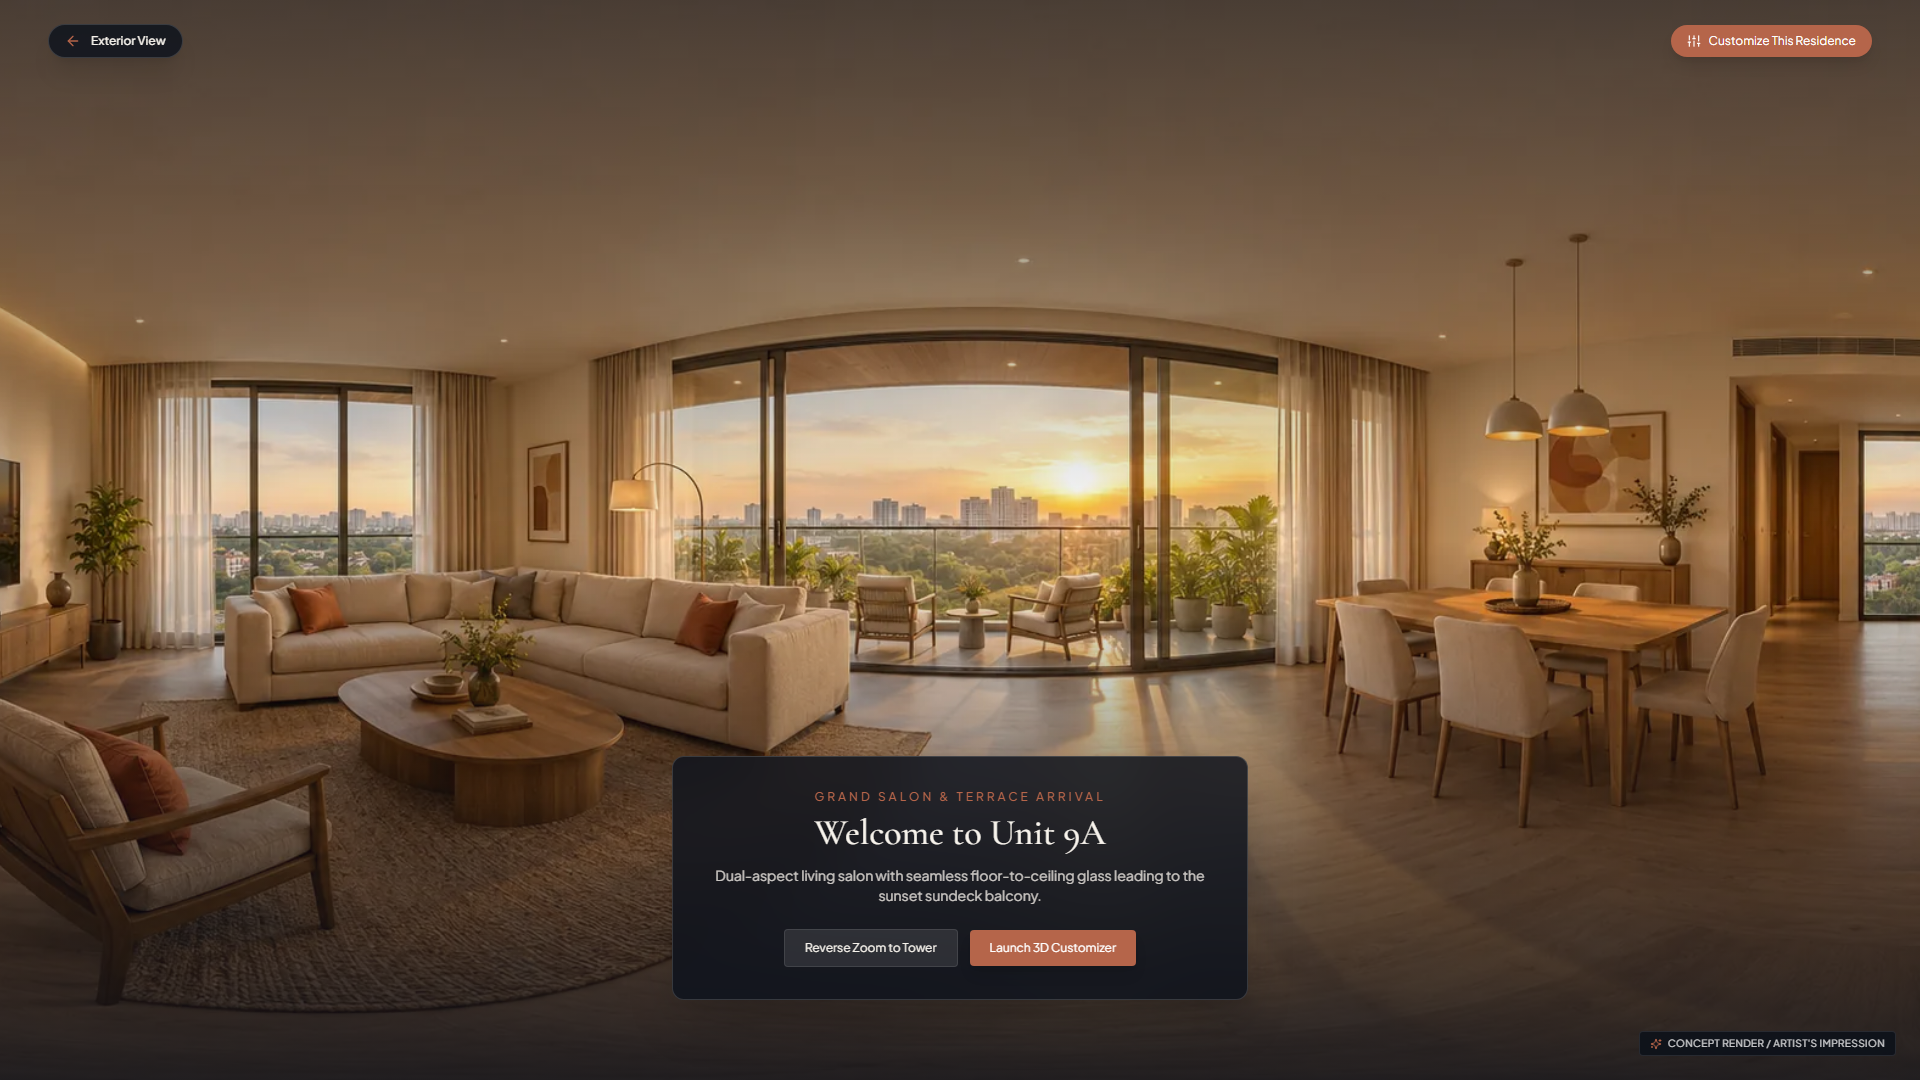 Exterior View
Customize This Residence
GRAND SALON & TERRACE ARRIVAL
Welcome to Unit 9A
Dual-aspect living salon with seamless floor-to-ceiling glass leading to the
sunset sundeck balcony.
Reverse Zoom to Tower
Launch 3D Customizer
CONCEPT RENDER / ARTIST'S IMPRESSION